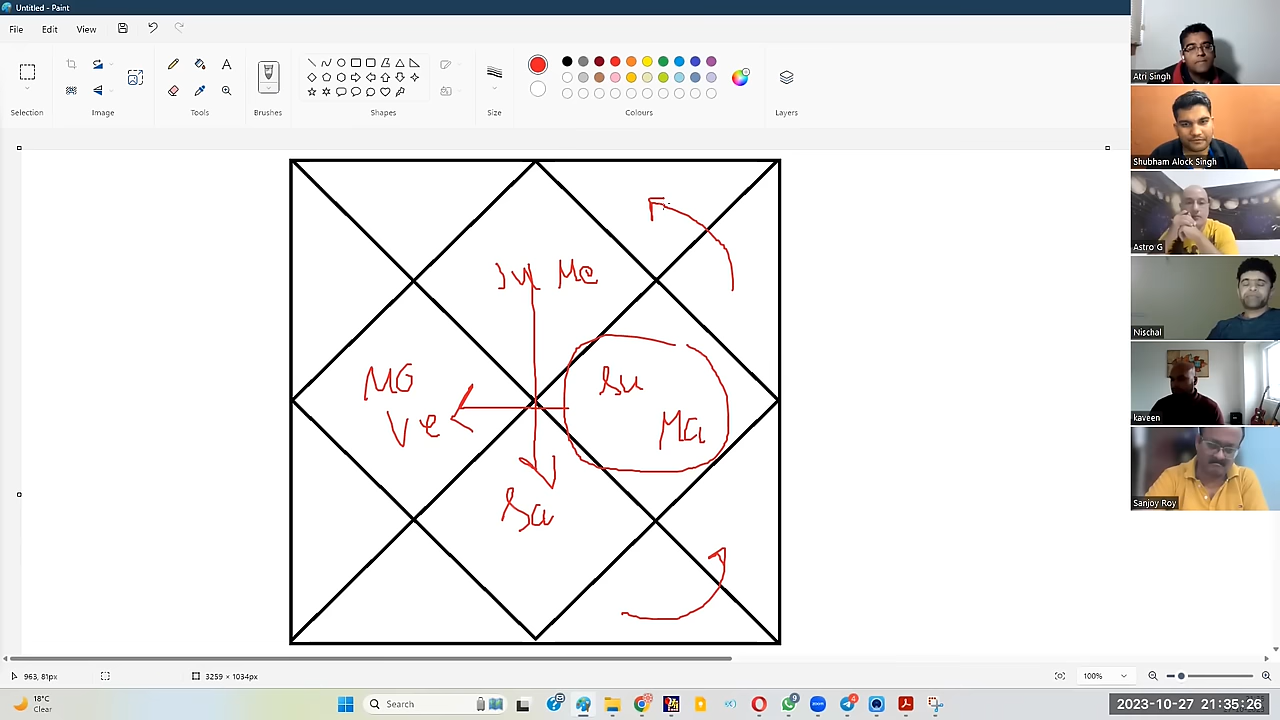 Untitled - Paint
File Edit View
Selection Image Tools Brushes Shapes Size Colours Layers
Atri Singh
Shubham Alock Singh
Astro G
Nischal
kaveen
Sanjoy Roy
Me
MO
Ve
Su
Ma
Sa
963, 81px
3259 × 1034px
100%
18°C
Clear
Search
zoom
2023-10-27 21:35:26